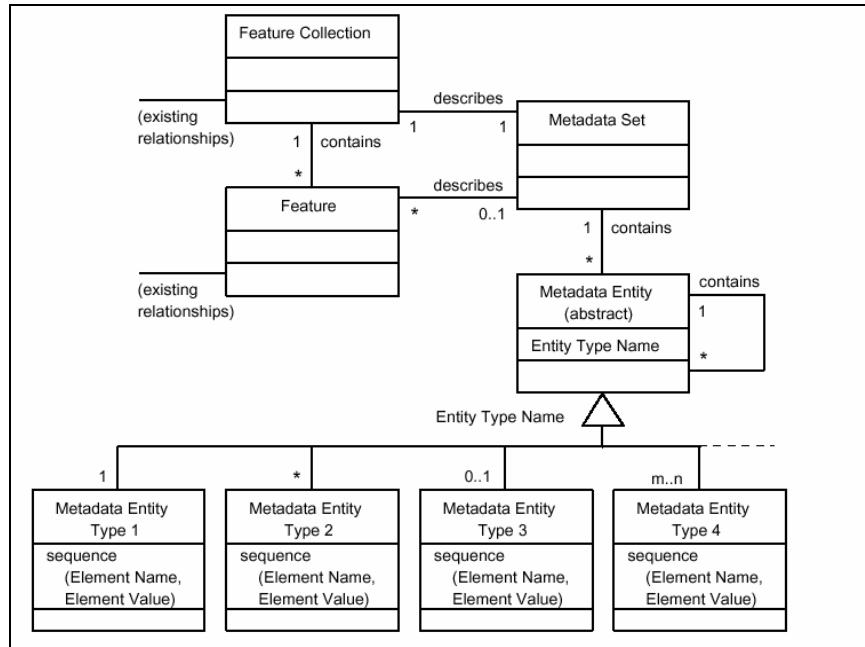 Feature Collection
(existing
relationships)
describes
1
1
1
contains
*
Metadata Set
Feature
describes
*
0..1
(existing
relationships)
1
contains
*
Metadata Entity
(abstract)
Entity Type Name
contains
1
*
Entity Type Name
1
*
0..1
m..n
Metadata Entity
Type 1
sequence
(Element Name,
Element Value)
Metadata Entity
Type 2
sequence
(Element Name,
Element Value)
Metadata Entity
Type 3
sequence
(Element Name,
Element Value)
Metadata Entity
Type 4
sequence
(Element Name,
Element Value)